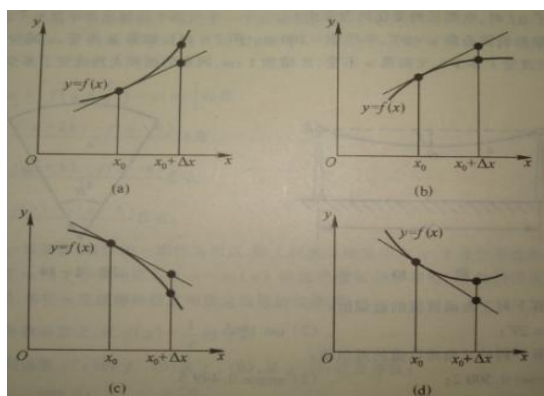 y
y=f(x)
O
x₀
x₀+Δx
x
(a)
y
y=f(x)
O
x₀
x₀+Δx
x
(b)
y
y=f(x)
O
x₀
x₀+Δx
x
(c)
y
y=f(x)
O
x₀
x₀+Δx
x
(d)